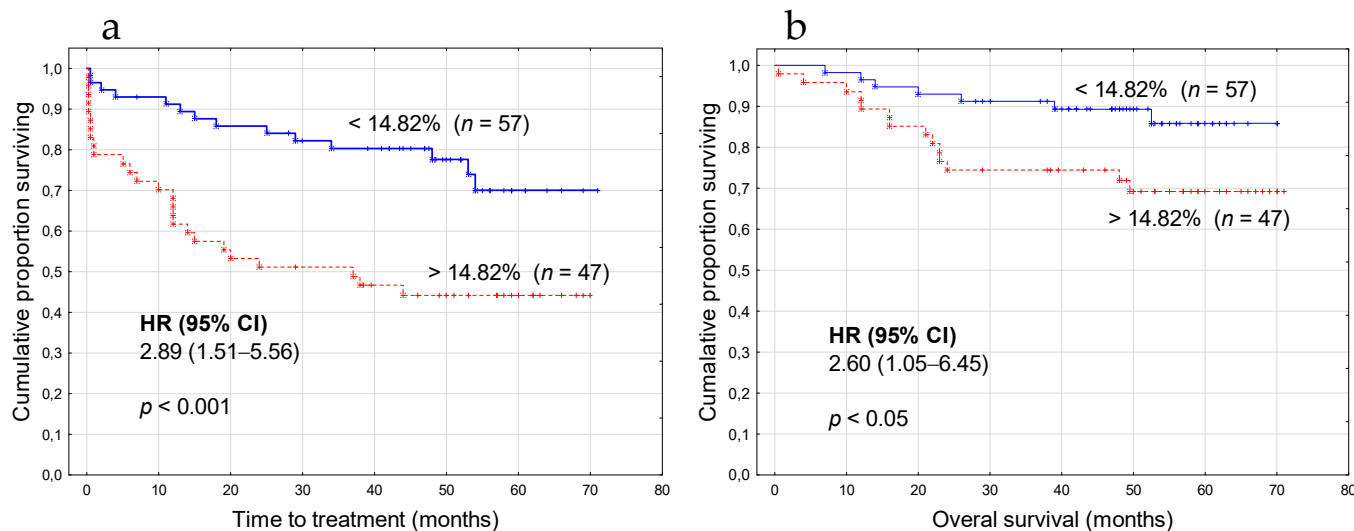 a
Cumulative proportion surviving
1,0
0,9
0,8
0,7
0,6
0,5
0,4
0,3
0,2
0,1
0,0
< 14.82% (n = 57)
> 14.82% (n = 47)
HR (95% CI)
2.89 (1.51–5.56)
p < 0.001
0 10 20 30 40 50 60 70 80
Time to treatment (months)
b
Cumalative proportion surviving
1,0
0,9
0,8
0,7
0,6
0,5
0,4
0,3
0,2
0,1
0,0
< 14.82% (n = 57)
> 14.82% (n = 47)
HR (95% CI)
2.60 (1.05–6.45)
p < 0.05
0 10 20 30 40 50 60 70 80
Overal survival (months)